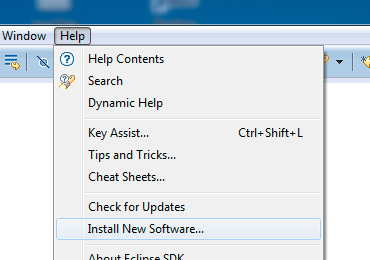 Window Help
Help Contents
Search
Dynamic Help
Key Assist... Ctrl+Shift+L
Tips and Tricks...
Cheat Sheets...
Check for Updates
Install New Software...
About Eclipse SDK